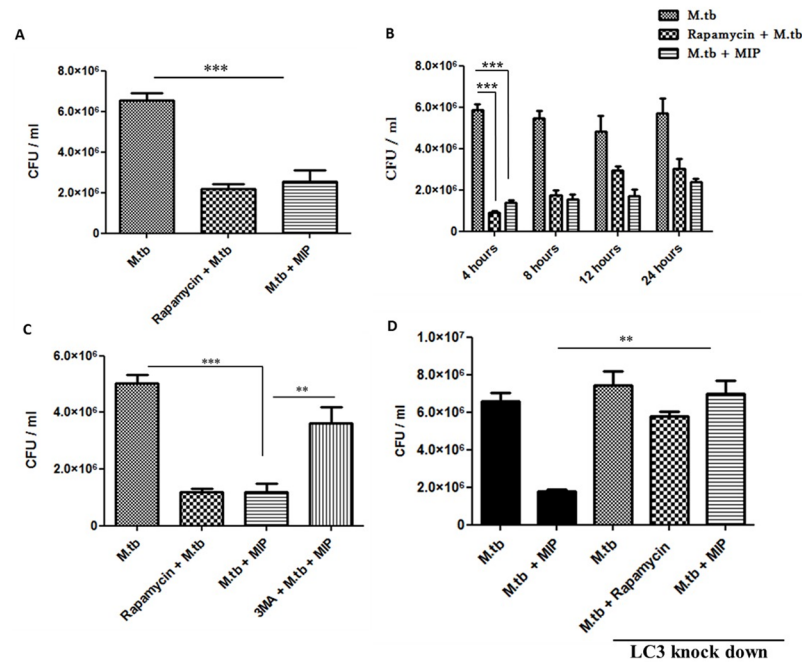 A
CFU / ml
8.0×10⁶
6.0×10⁶
4.0×10⁶
2.0×10⁶
0
***
M.tb
Rapamycin + M.tb
M.tb + MIP
B
M.tb
Rapamycin + M.tb
M.tb + MIP
CFU / ml
8.0×10⁶
6.0×10⁶
4.0×10⁶
2.0×10⁶
0
***
***
4 hours
8 hours
12 hours
24 hours
C
CFU / ml
6.0×10⁶
4.0×10⁶
2.0×10⁶
0
***
**
M.tb
Rapamycin + M.tb
M.tb + MIP
3MA + M.tb + MIP
D
CFU / ml
1.0×10⁷
8.0×10⁶
6.0×10⁶
4.0×10⁶
2.0×10⁶
0
**
M.tb
M.tb + MIP
M.tb
M.tb + Rapamycin
M.tb + MIP
LC3 knock down